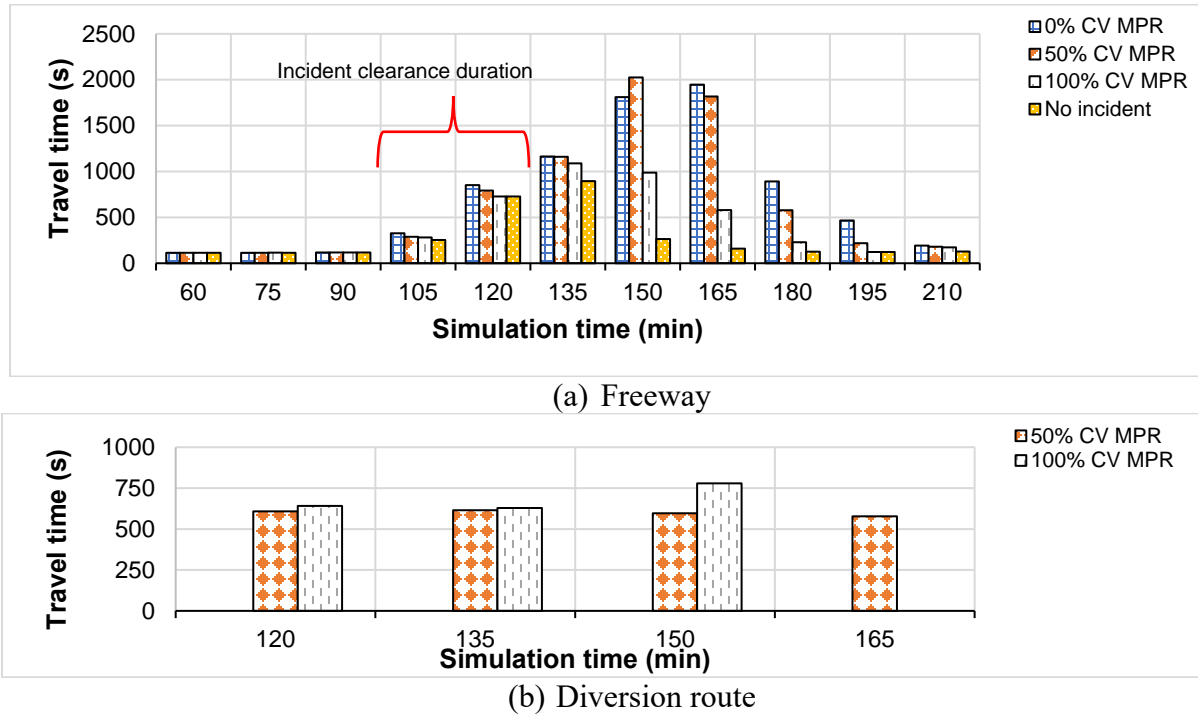 2500
2000
1500
1000
500
0
Travel time (s)
Incident clearance duration
0% CV MPR
50% CV MPR
100% CV MPR
No incident
60 75 90 105 120 135 150 165 180 195 210
Simulation time (min)
(a) Freeway
1000
750
500
250
0
Travel time (s)
50% CV MPR
100% CV MPR
120 135 150 165
Simulation time (min)
(b) Diversion route